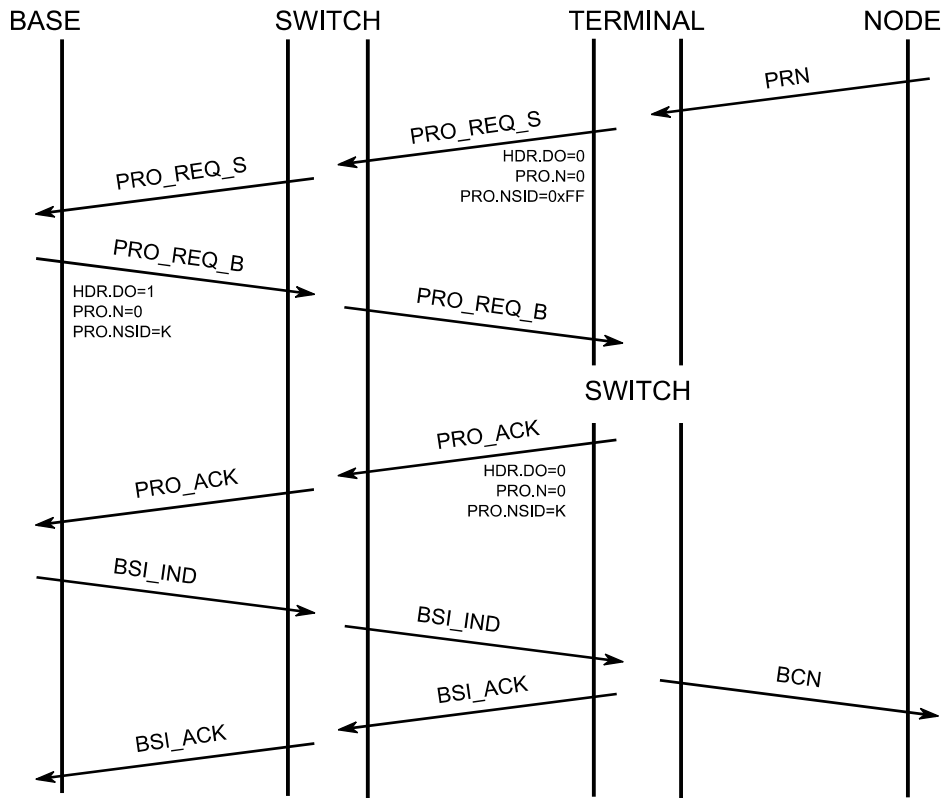 BASE SWITCH TERMINAL NODE
PRN
PRO_REQ_S
HDR.DO=0
PRO.N=0
PRO.NSID=0xFF
PRO_REQ_S
PRO_REQ_B
HDR.DO=1
PRO.N=0
PRO.NSID=K
PRO_REQ_B
SWITCH
PRO_ACK
HDR.DO=0
PRO.N=0
PRO.NSID=K
PRO_ACK
BSI_IND
BSI_IND
BCN
BSI_ACK
BSI_ACK